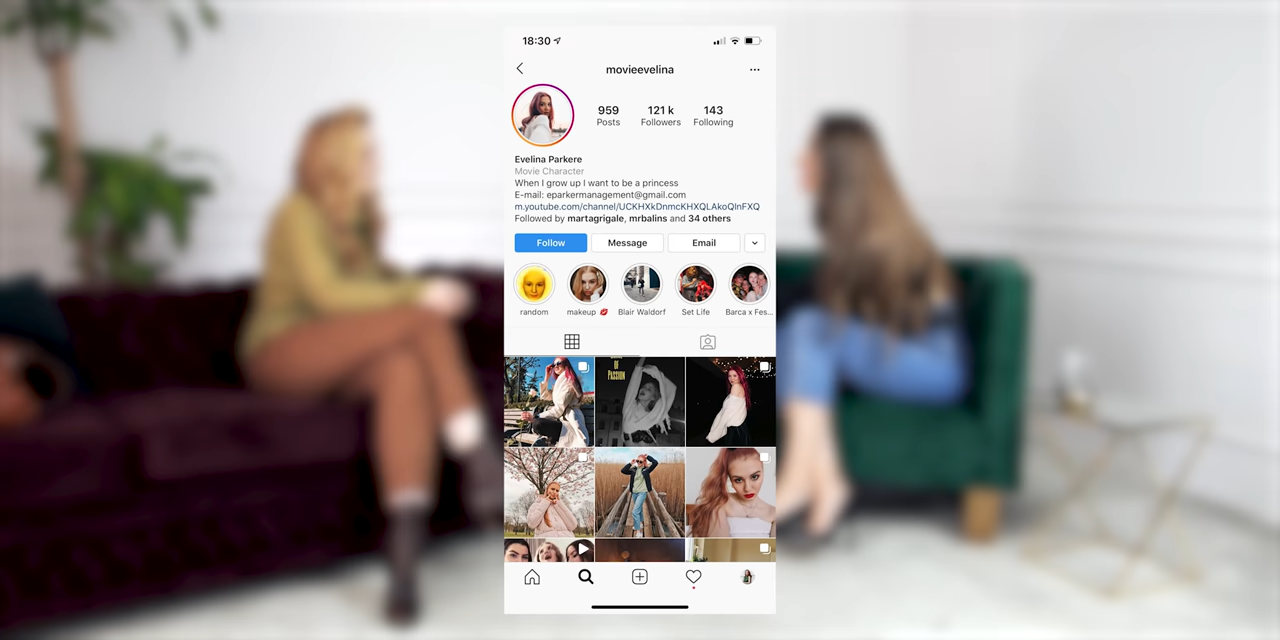 18:30
movieevelina
959 121 k 143
Posts Followers Following
Evelina Parkere
Movie Character
When I grow up I want to be a princess
E-mail: eparkermanagement@gmail.com
m.youtube.com/channel/UCKHXkDnmcKHXQLAkoQlnFXQ
Followed by martagrigale, mrbalins and 34 others
Follow Message Email
random makeup 💋 Blair Waldorf Set Life Barca x Fes...
OF
PASSION